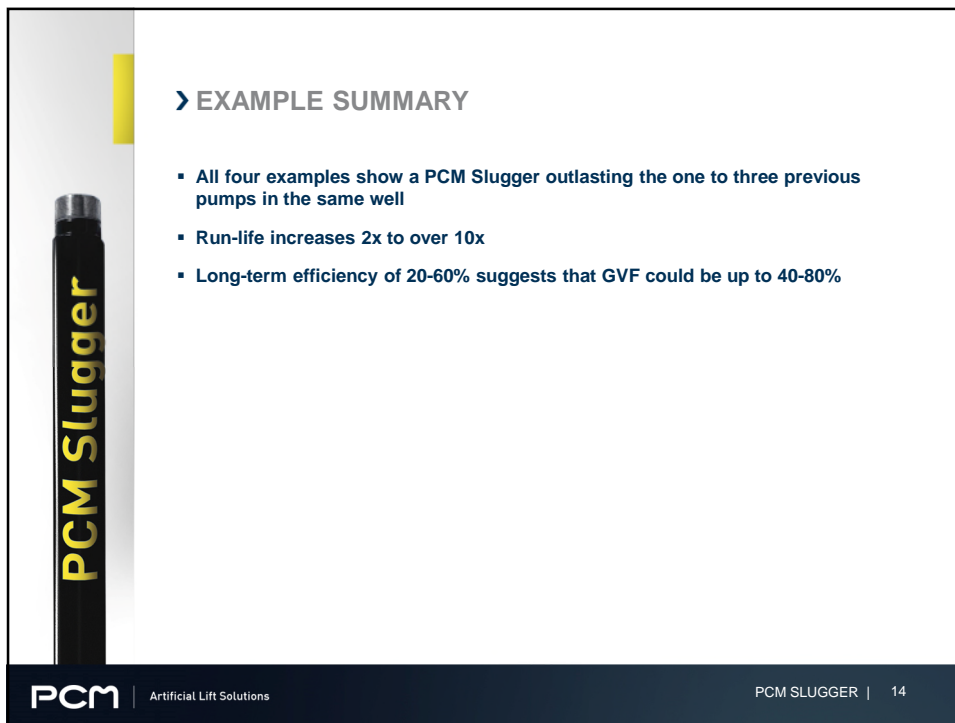 EXAMPLE SUMMARY
▪ All four examples show a PCM Slugger outlasting the one to three previous
pumps in the same well
▪ Run-life increases 2x to over 10x
▪ Long-term efficiency of 20-60% suggests that GVF could be up to 40-80%
PCM Slugger
PCM
Artificial Lift Solutions
PCM SLUGGER | 14